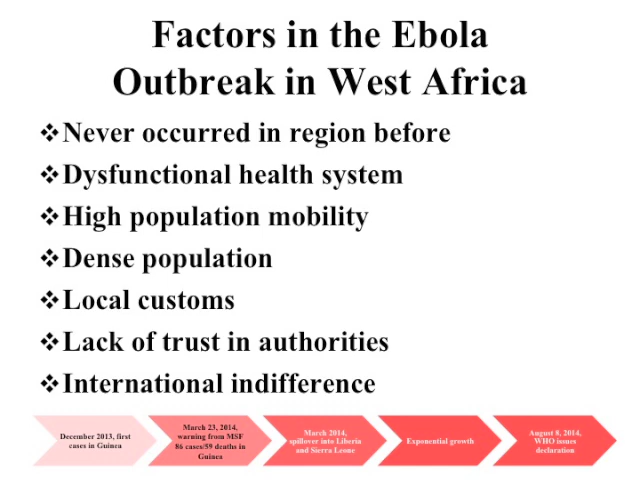 Factors in the Ebola
Outbreak in West Africa
❖Never occurred in region before
❖Dysfunctional health system
❖High population mobility
❖Dense population
❖Local customs
❖Lack of trust in authorities
❖International indifference
December 2013, first
cases in Guinea
March 23, 2014,
warning from MSF
86 cases/59 deaths in
Guinea
March 2014,
spillover into Liberia
and Sierra Leone
Exponential growth
August 8, 2014,
WHO issues
declaration